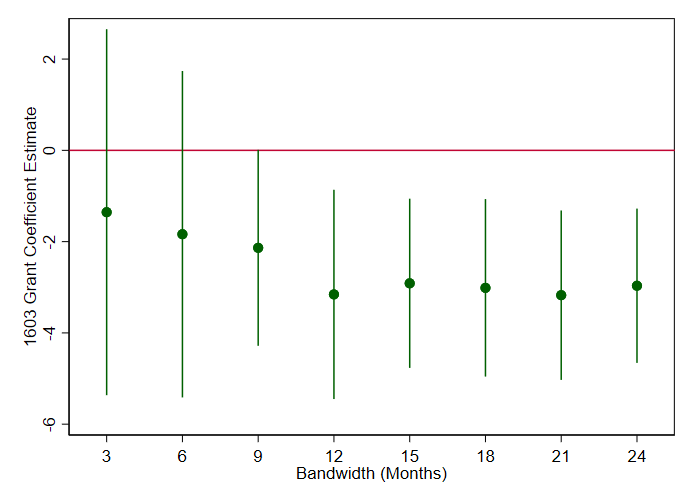 1603 Grant Coefficient Estimate
2
0
-2
-4
-6
3 6 9 12 15 18 21 24
Bandwidth (Months)